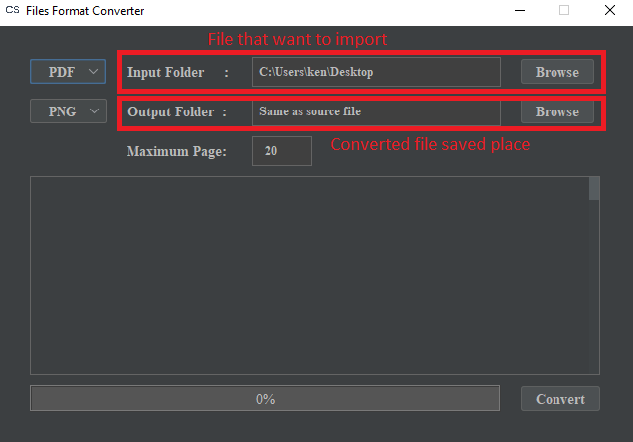 CS Files Format Converter
File that want to import
PDF Input Folder : C:\Users\ken\Desktop Browse
PNG Output Folder : Same as source file Browse
Maximum Page: 20 Converted file saved place
0% Convert